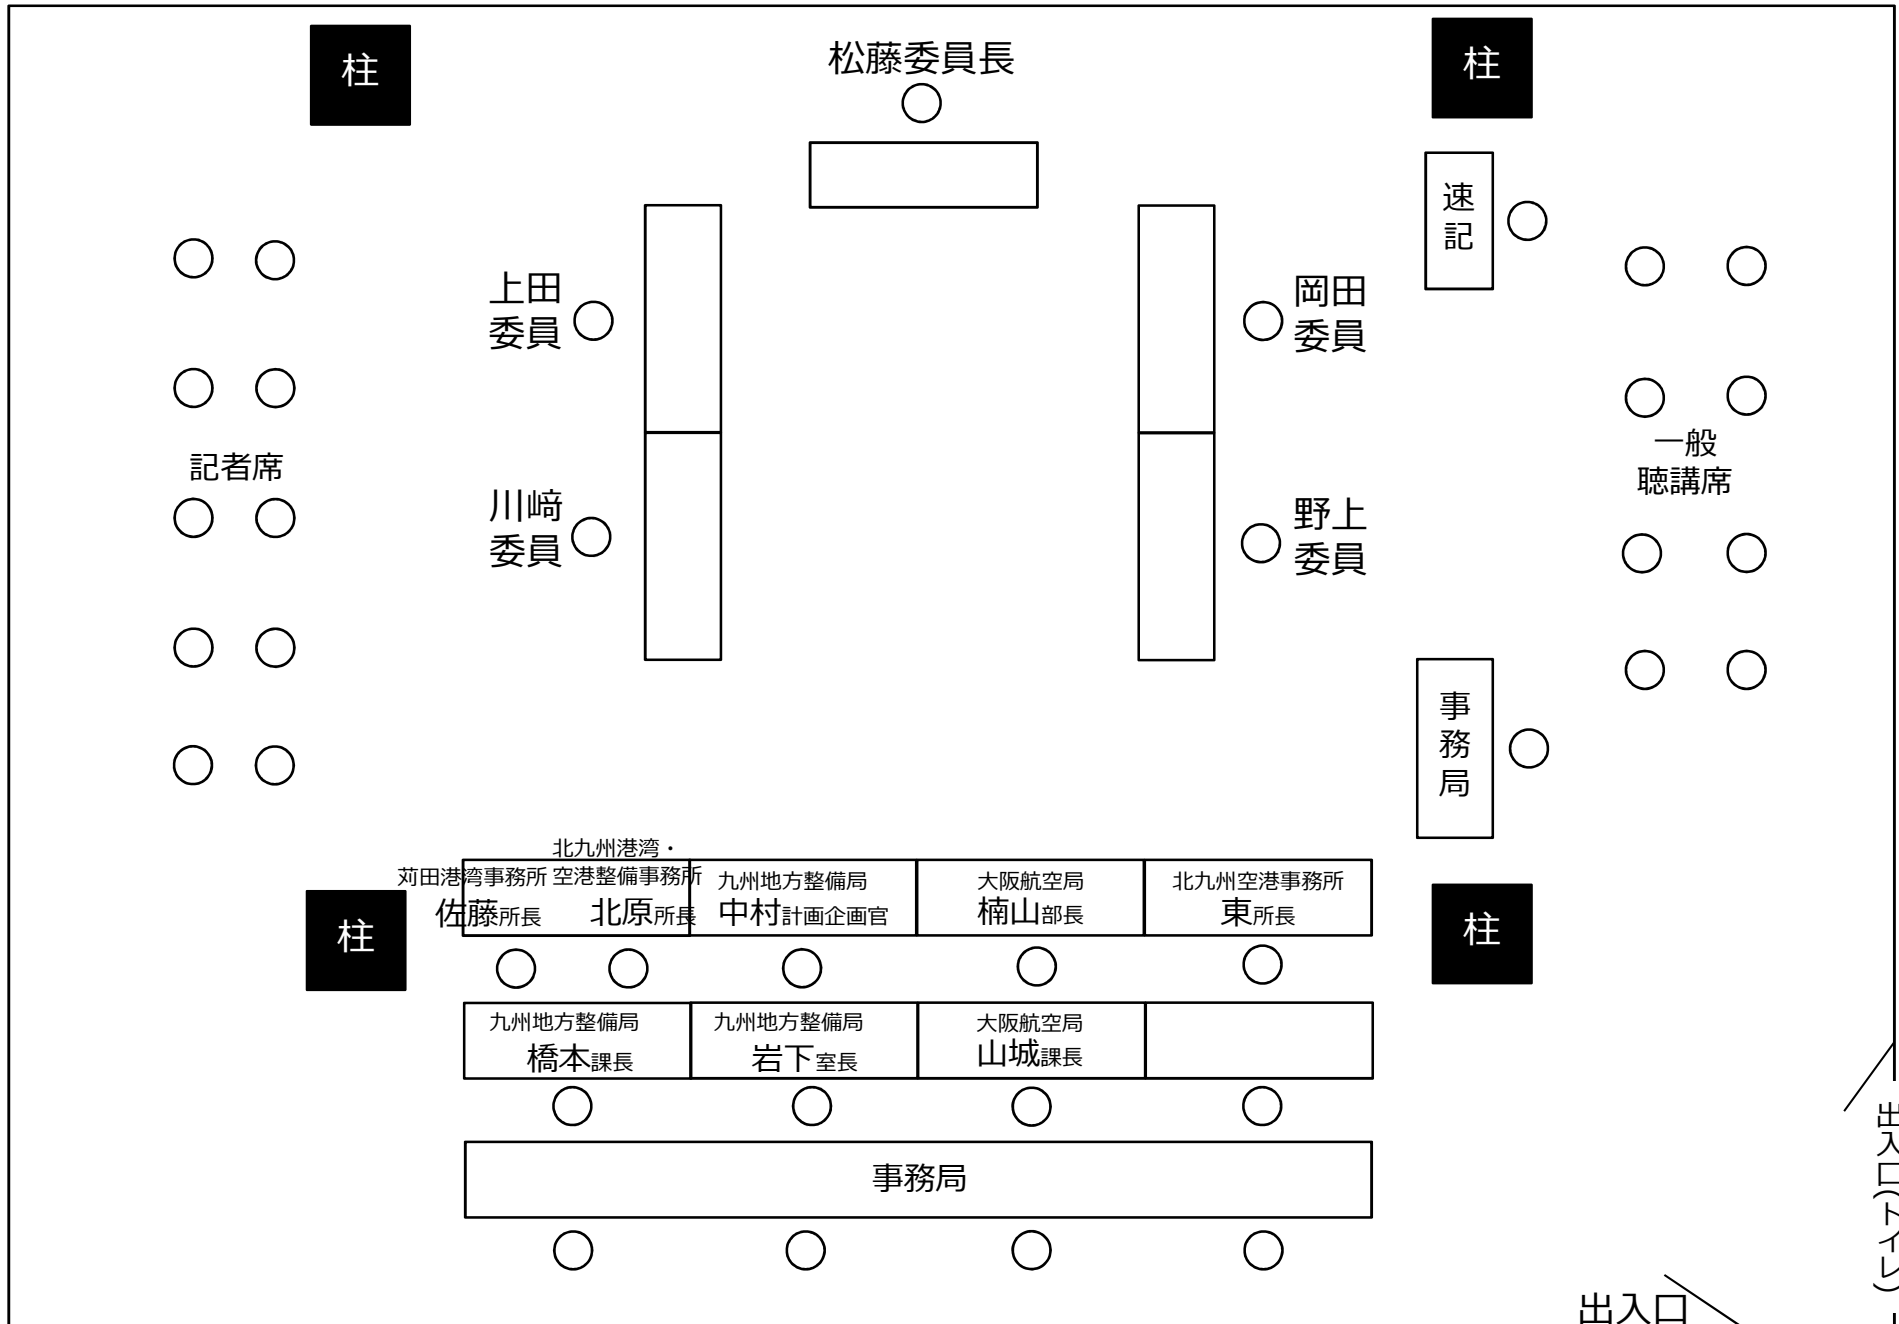 柱
松藤委員長
柱
速記
上田
委員
岡田
委員
記者席
一般
聴講席
川﨑
委員
野上
委員
事務局
北九州港湾・
苅田港湾事務所 空港整備事務所
佐藤所長 北原所長
九州地方整備局
中村計画企画官
大阪航空局
楠山部長
北九州空港事務所
東所長
柱
柱
九州地方整備局
橋本課長
九州地方整備局
岩下室長
大阪航空局
山城課長
事務局
出入口(トイレ)
出入口